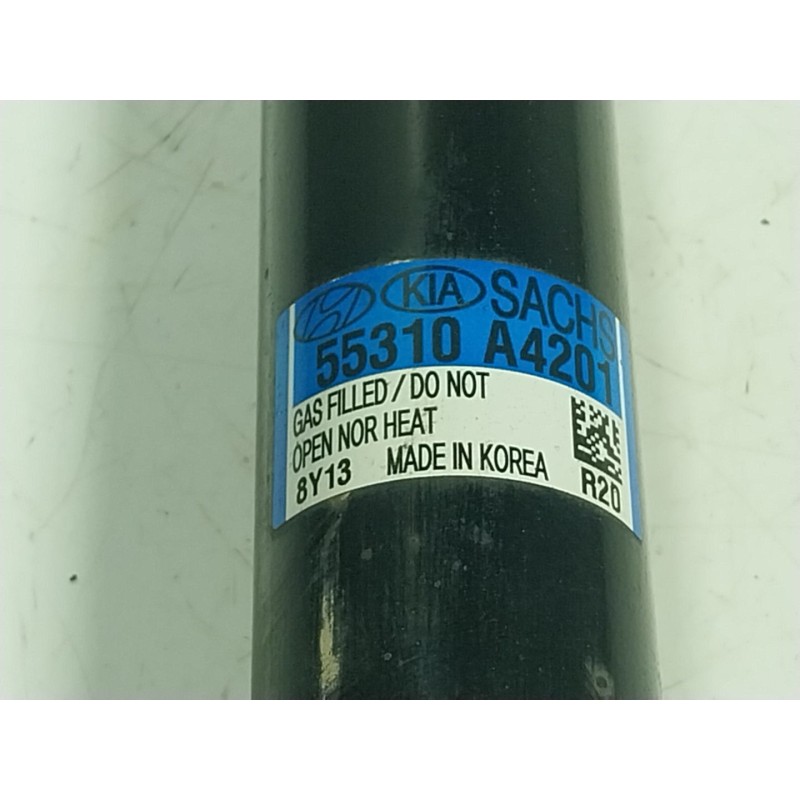 KIA SACHS
55310 A4201
GAS FILLED / DO NOT
OPEN NOR HEAT
8Y13 MADE IN KOREA R20